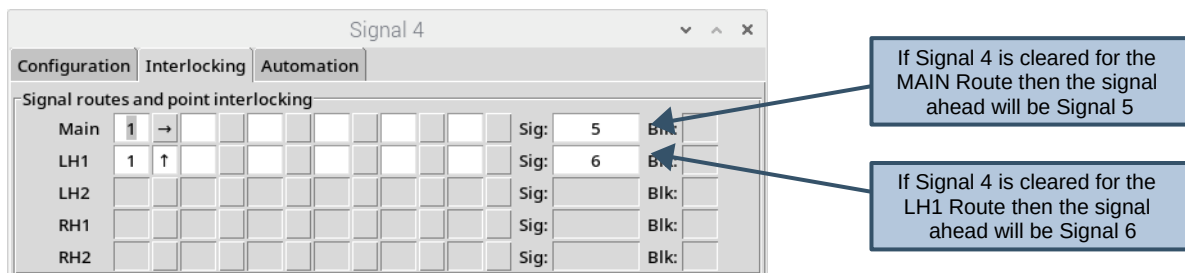 Signal 4
Configuration Interlocking Automation
Signal routes and point interlocking
Main 1 → Sig: 5 Blk:
LH1 1 ↑ Sig: 6 Blk:
LH2 Sig: Blk:
RH1 Sig: Blk:
RH2 Sig: Blk:
If Signal 4 is cleared for the
MAIN Route then the signal
ahead will be Signal 5
If Signal 4 is cleared for the
LH1 Route then the signal
ahead will be Signal 6